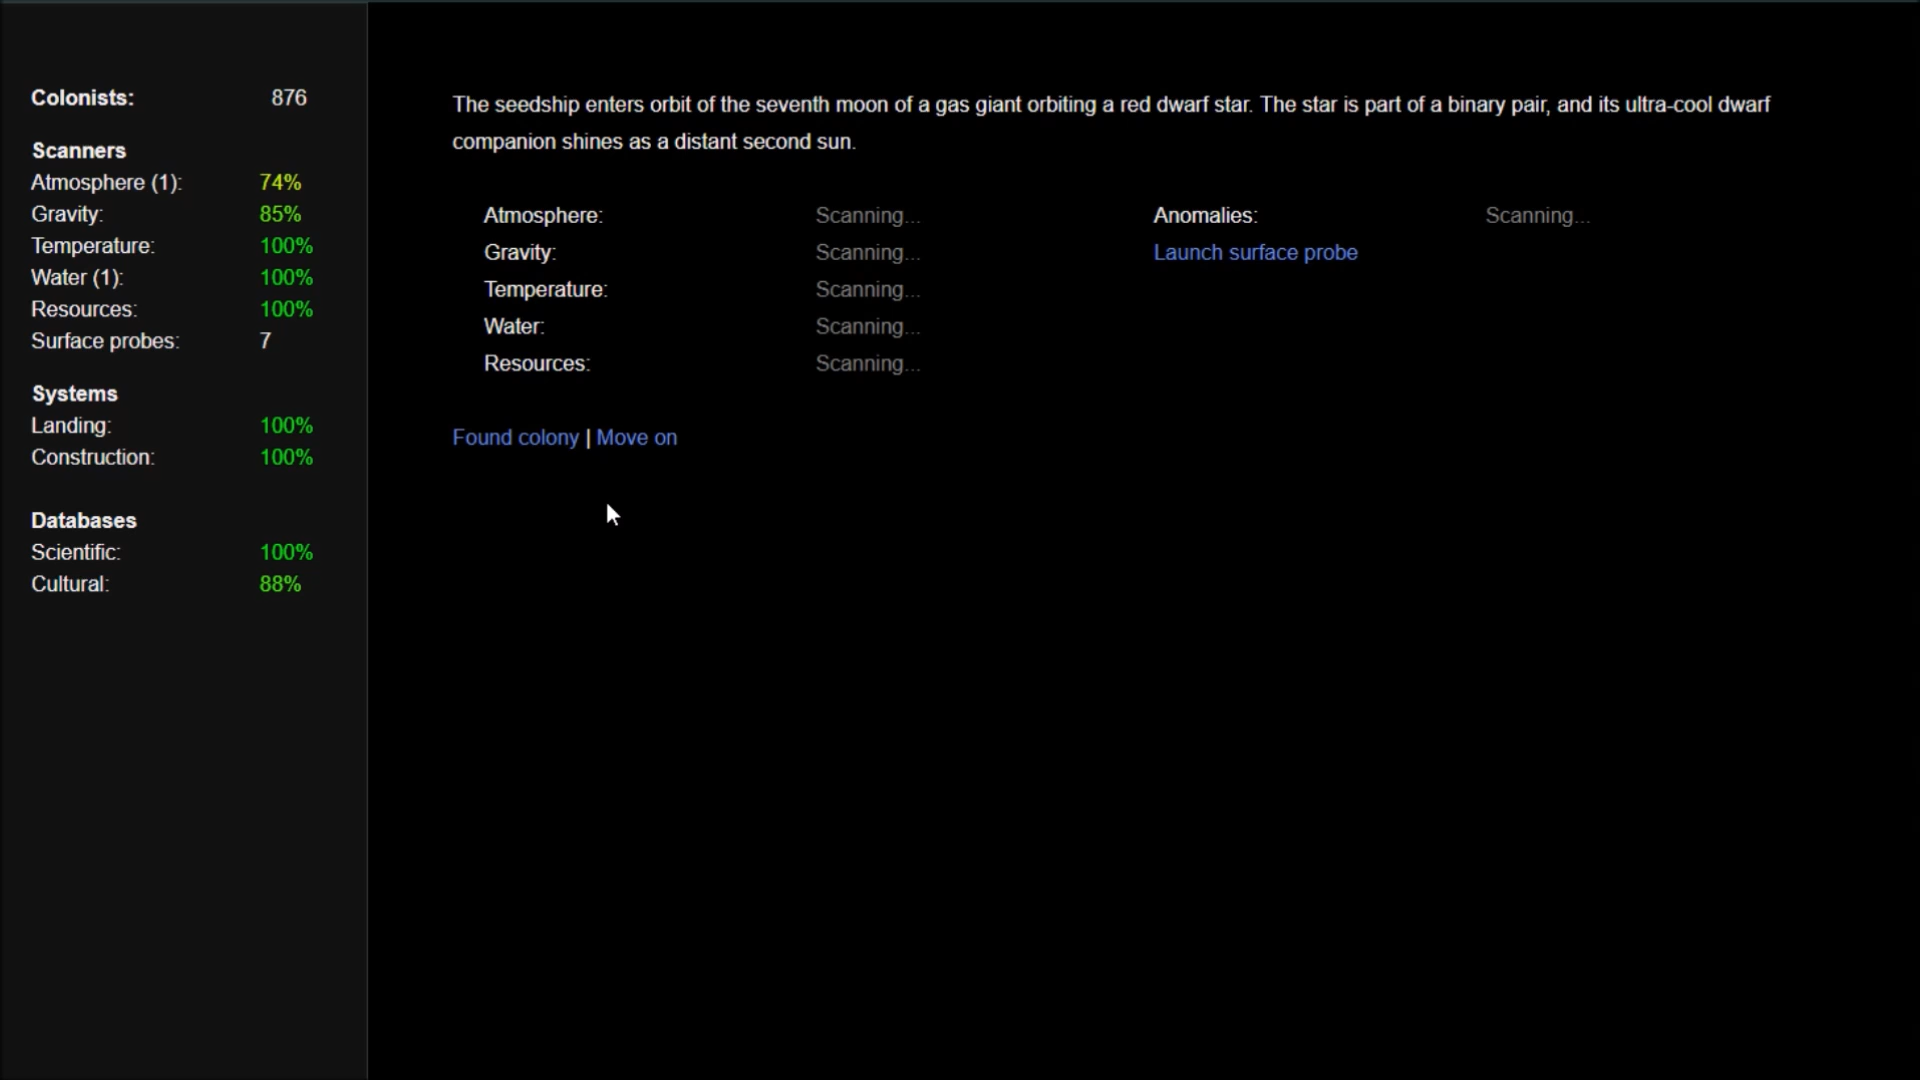 Colonists: 876
Scanners
Atmosphere (1): 74%
Gravity: 85%
Temperature: 100%
Water (1): 100%
Resources: 100%
Surface probes: 7
Systems
Landing: 100%
Construction: 100%
Databases
Scientific: 100%
Cultural: 88%
The seedship enters orbit of the seventh moon of a gas giant orbiting a red dwarf star. The star is part of a binary pair, and its ultra-cool dwarf
companion shines as a distant second sun.
Atmosphere: Scanning...
Gravity: Scanning...
Temperature: Scanning...
Water: Scanning...
Resources: Scanning...
Anomalies: Scanning...
Launch surface probe
Found colony | Move on